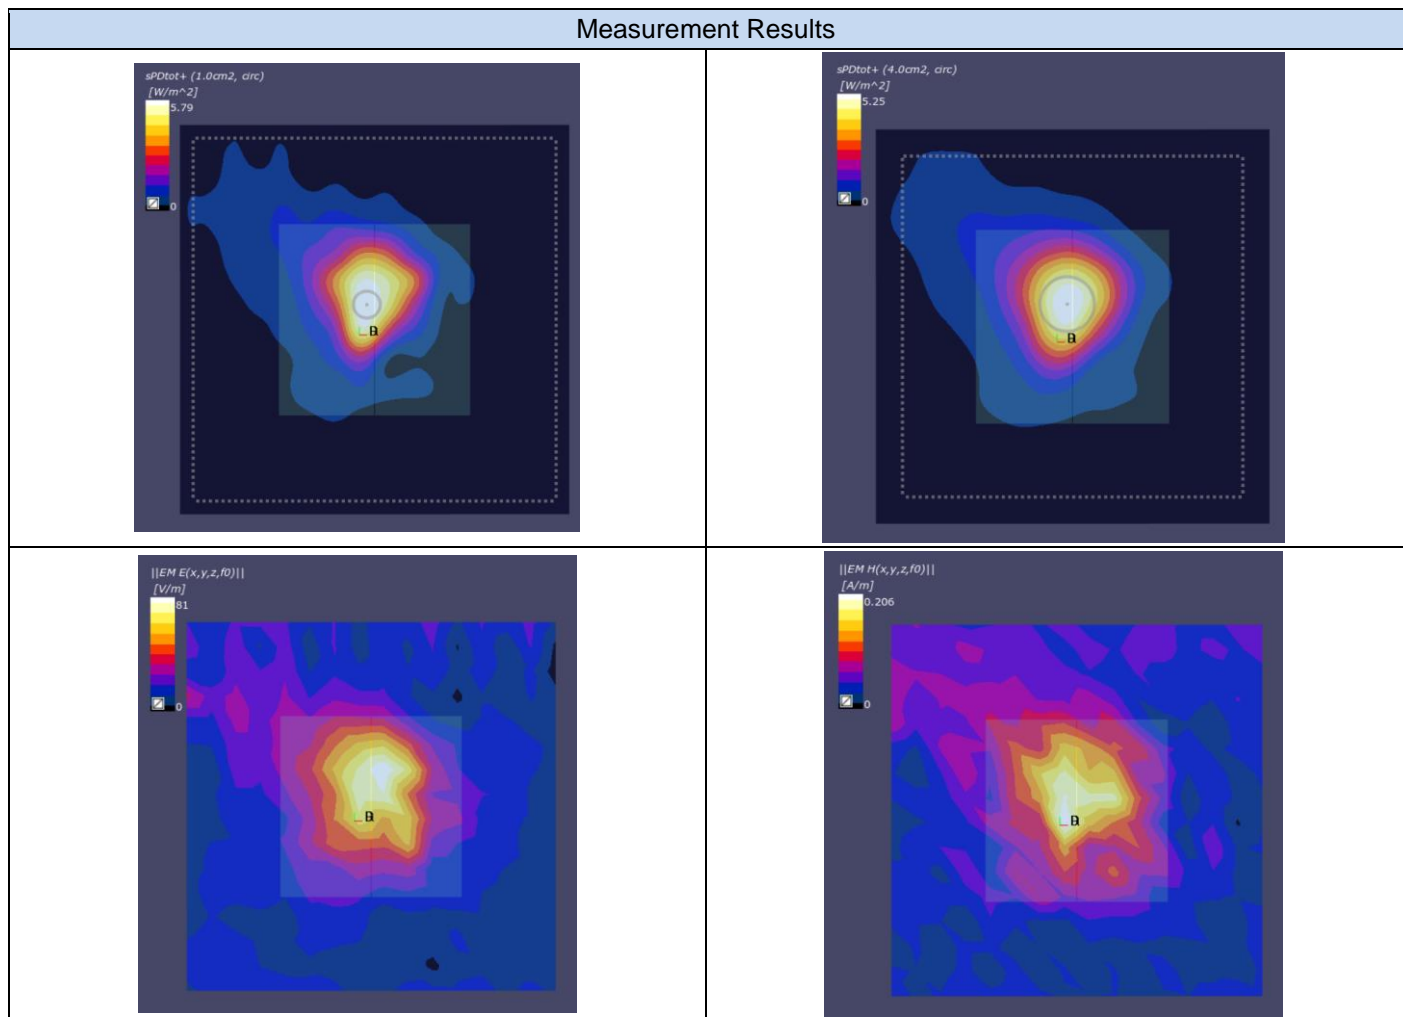 Measurement Results
sPDtot+ (1.0cm2, circ)
[W/m^2]
5.79
0
sPDtot+ (4.0cm2, circ)
[W/m^2]
5.25
0
||EM E(x,y,z,f0)||
[V/m]
81
0
||EM H(x,y,z,f0)||
[A/m]
0.206
0